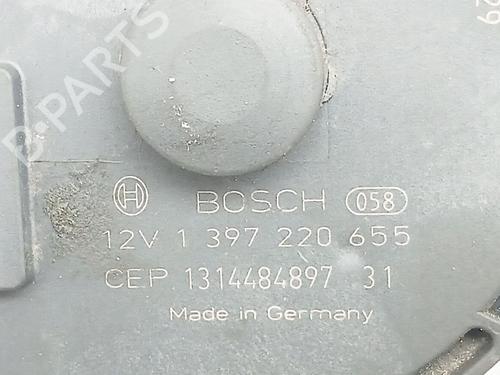 B-PARTS
BOSCH 058
12V 1 397 220 655
CEP 1314484897 31
Made in Germany